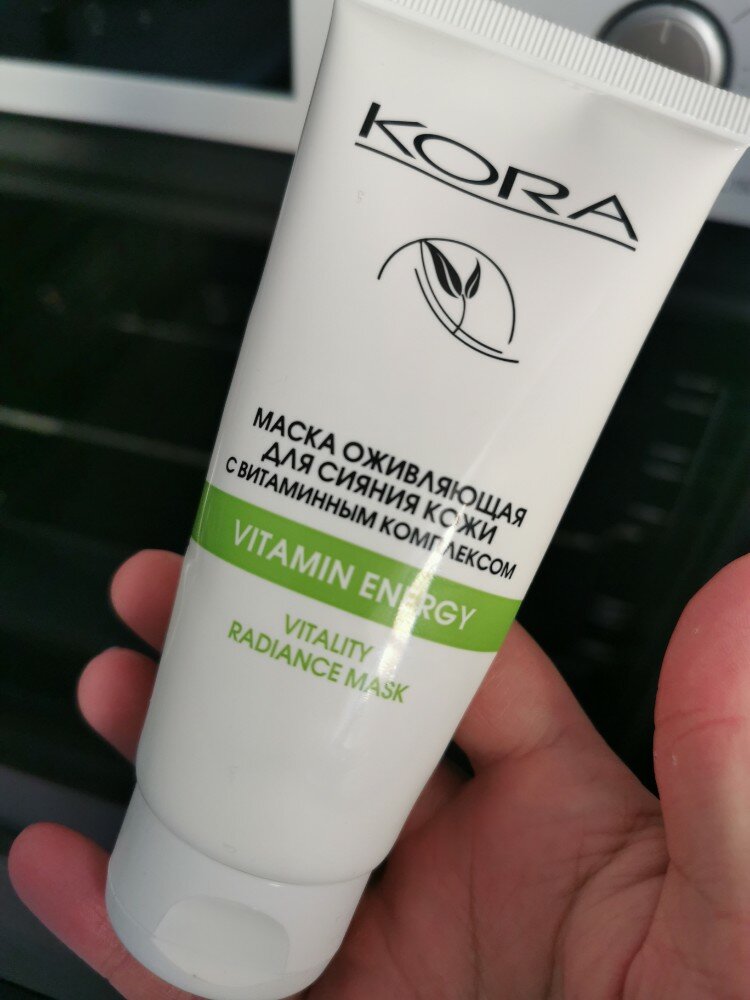 KORA
МАСКА ОЖИВЛЯЮЩАЯ
ДЛЯ СИЯНИЯ КОЖИ
С ВИТАМИННЫМ КОМПЛЕКСОМ
VITAMIN ENERGY
VITALITY
RADIANCE MASK